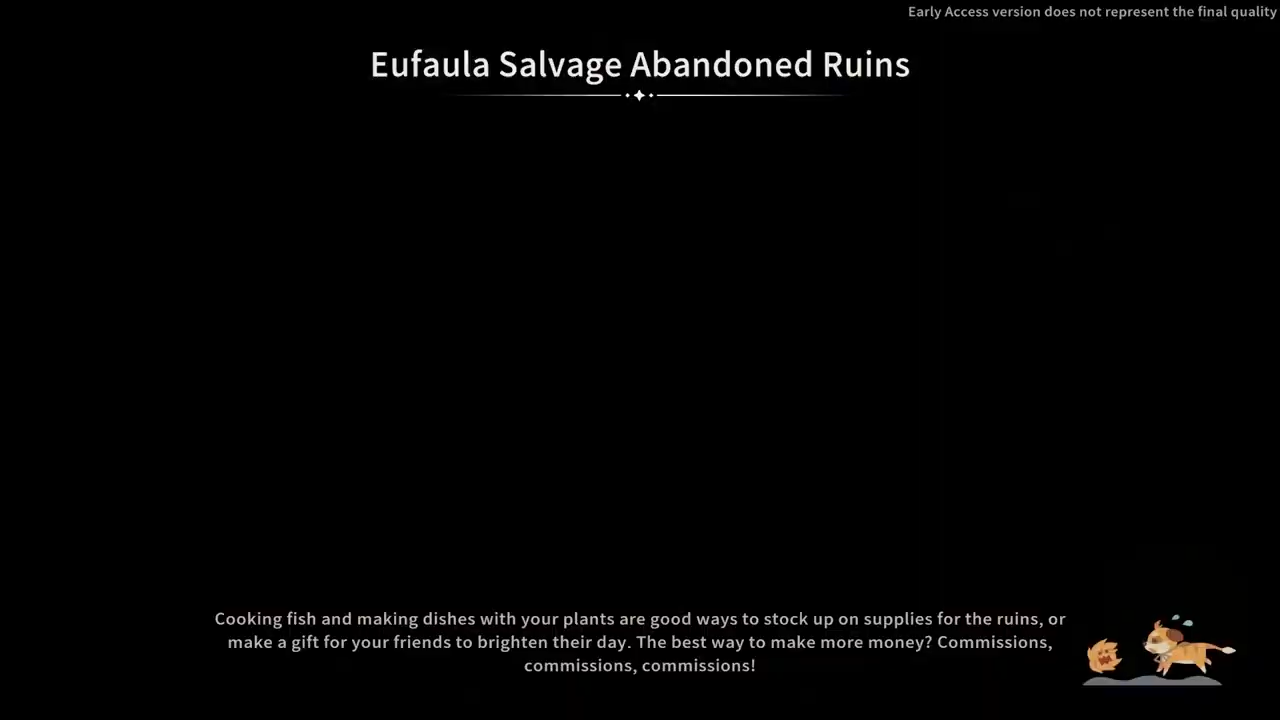 Early Access version does not represent the final quality
Eufaula Salvage Abandoned Ruins
Cooking fish and making dishes with your plants are good ways to stock up on supplies for the ruins, or
make a gift for your friends to brighten their day. The best way to make more money? Commissions,
commissions, commissions!